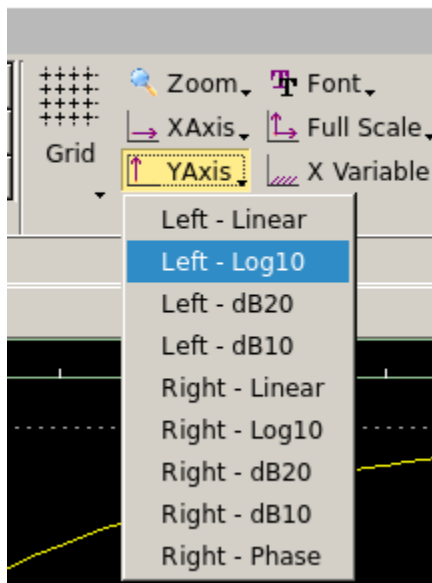 Grid
Zoom
Font
XAxis
Full Scale
YAxis
X Variable
Left - Linear
Left - Log10
Left - dB20
Left - dB10
Right - Linear
Right - Log10
Right - dB20
Right - dB10
Right - Phase